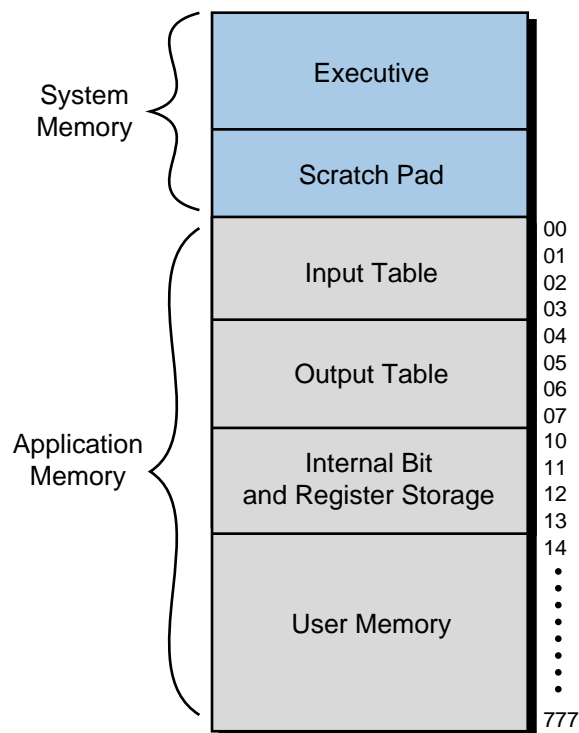 System
Memory
Executive
Scratch Pad
Application
Memory
Input Table
Output Table
Internal Bit
and Register Storage
User Memory
00
01
02
03
04
05
06
07
10
11
12
13
14
777